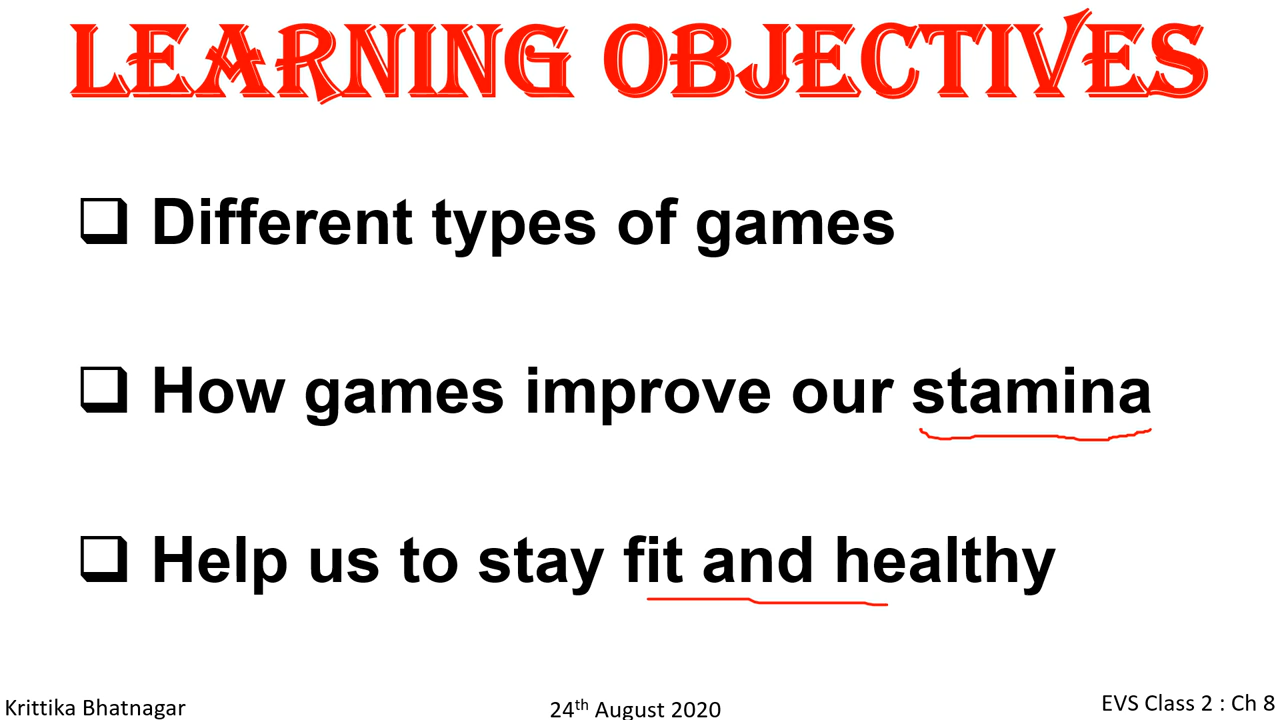 LEARNING OBJECTIVES
Different types of games
How games improve our stamina
Help us to stay fit and healthy
Krittika Bhatnagar
24th August 2020
EVS Class 2 : Ch 8